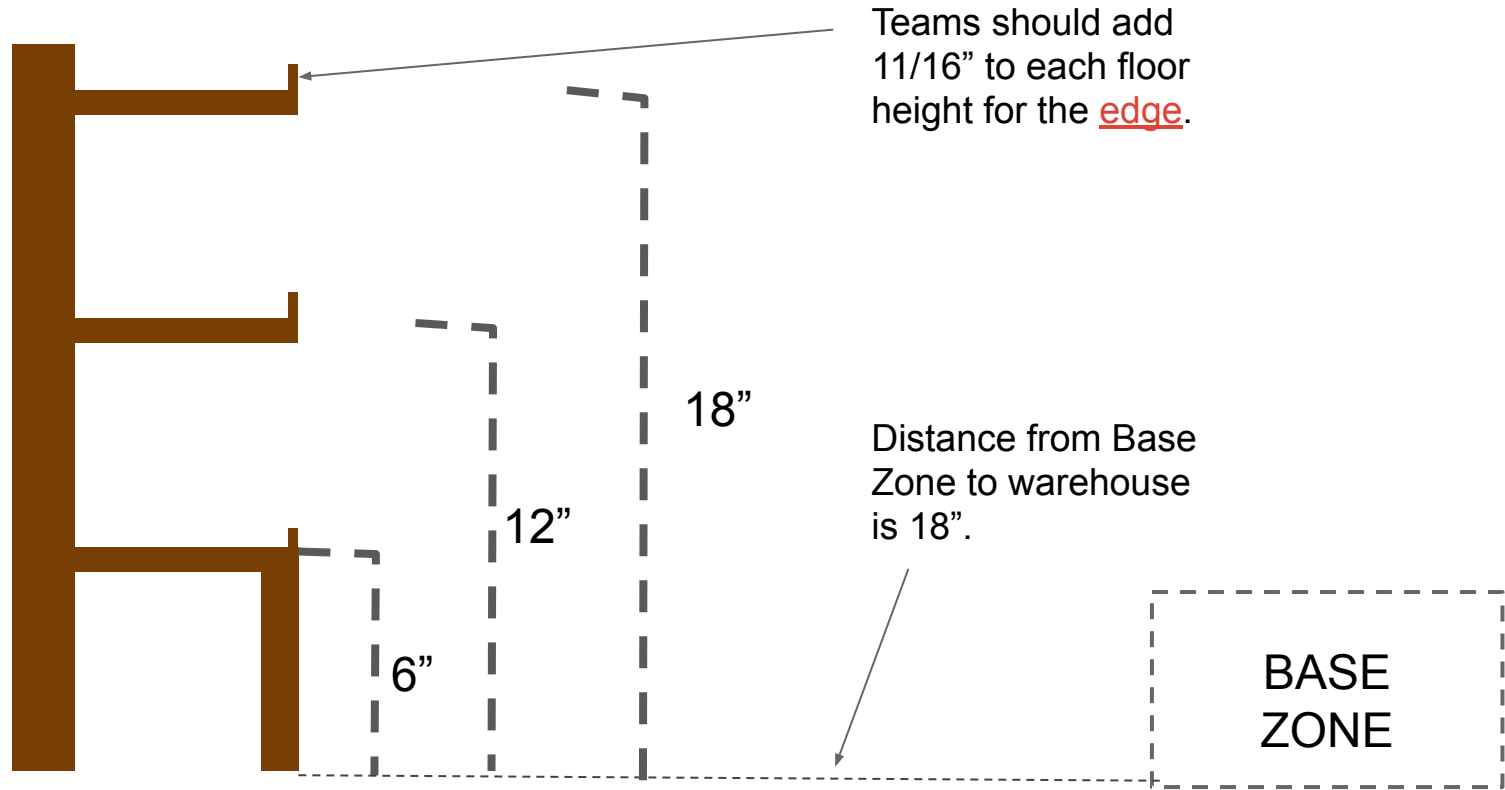 Teams should add
11/16” to each floor
height for the edge.
18”
Distance from Base
Zone to warehouse
is 18”.
12”
6”
BASE
ZONE